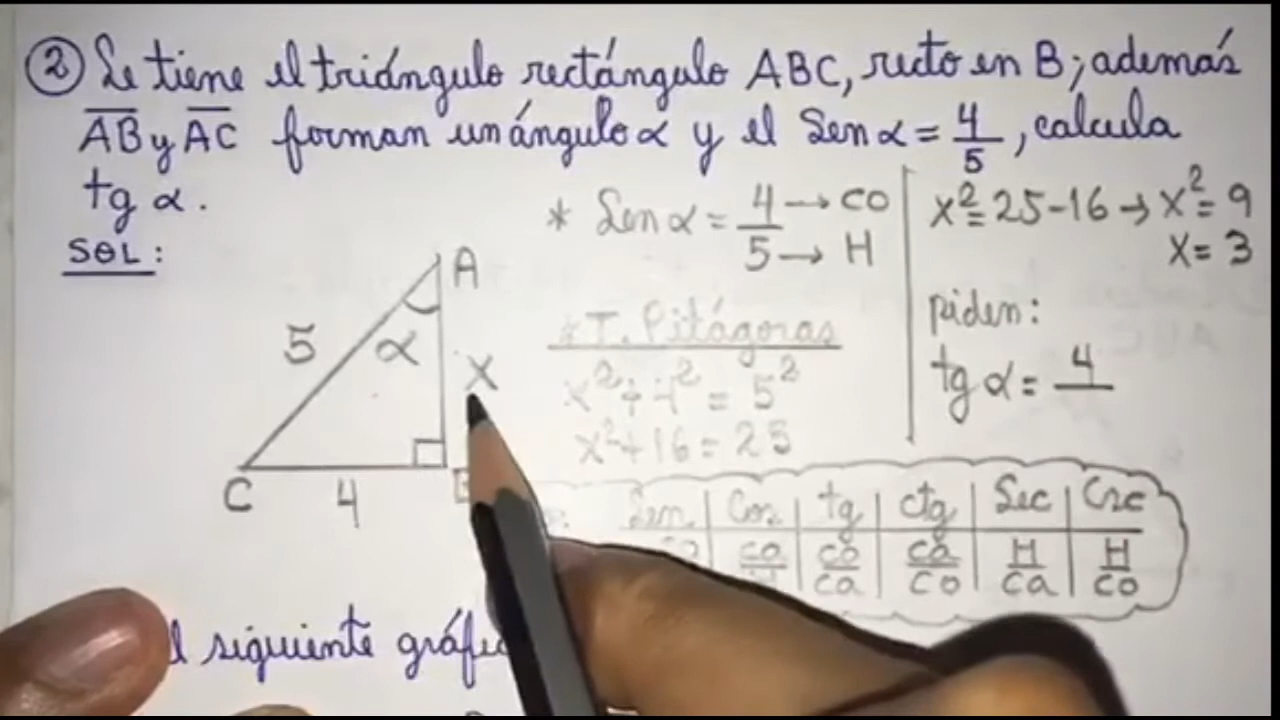 ② Se tiene el triángulo rectángulo ABC, recto en B; además
AB y AC forman un ángulo α y el Sen α = 4/5, calcula
tg α.
SOL:
* Sen α = 4/5 → CO
→ H
x² = 25 - 16 → x² = 9
x = 3
A
5
α
x
C
4
* T. Pitágoras
x² + 4² = 5²
x² + 16 = 25
piden:
tg α = 4
Sen | Cos | tg | ctg | Sec | Csc
co | ca | co/ca | ca/co | H/ca | H/co
siguiente